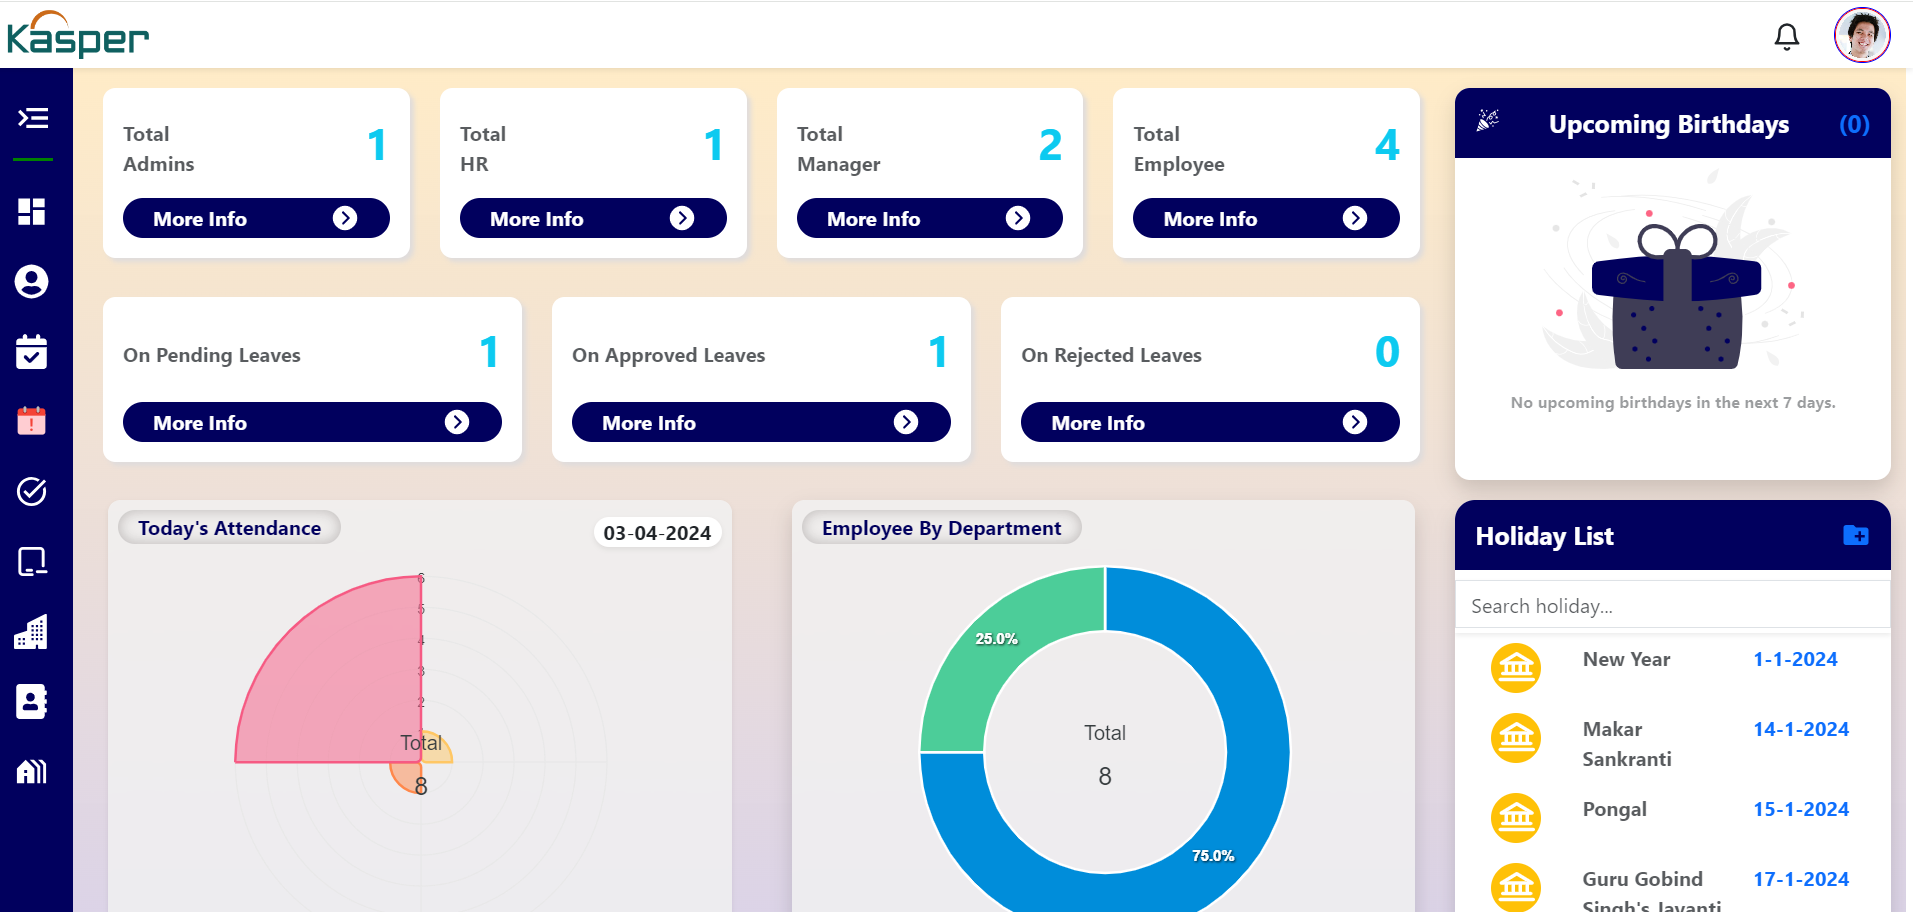 Kasper
Total
Admins
1
More Info
Total
HR
1
More Info
Total
Manager
2
More Info
Total
Employee
4
More Info
Upcoming Birthdays (0)
No upcoming birthdays in the next 7 days.
On Pending Leaves 1
More Info
On Approved Leaves 1
More Info
On Rejected Leaves 0
More Info
Today's Attendance
03-04-2024
6
5
4
3
2
Total
8
Employee By Department
25.0%
Total
8
75.0%
Holiday List
Search holiday...
New Year 1-1-2024
Makar
Sankranti
14-1-2024
Pongal 15-1-2024
Guru Gobind 17-1-2024
Singh's Jayanti